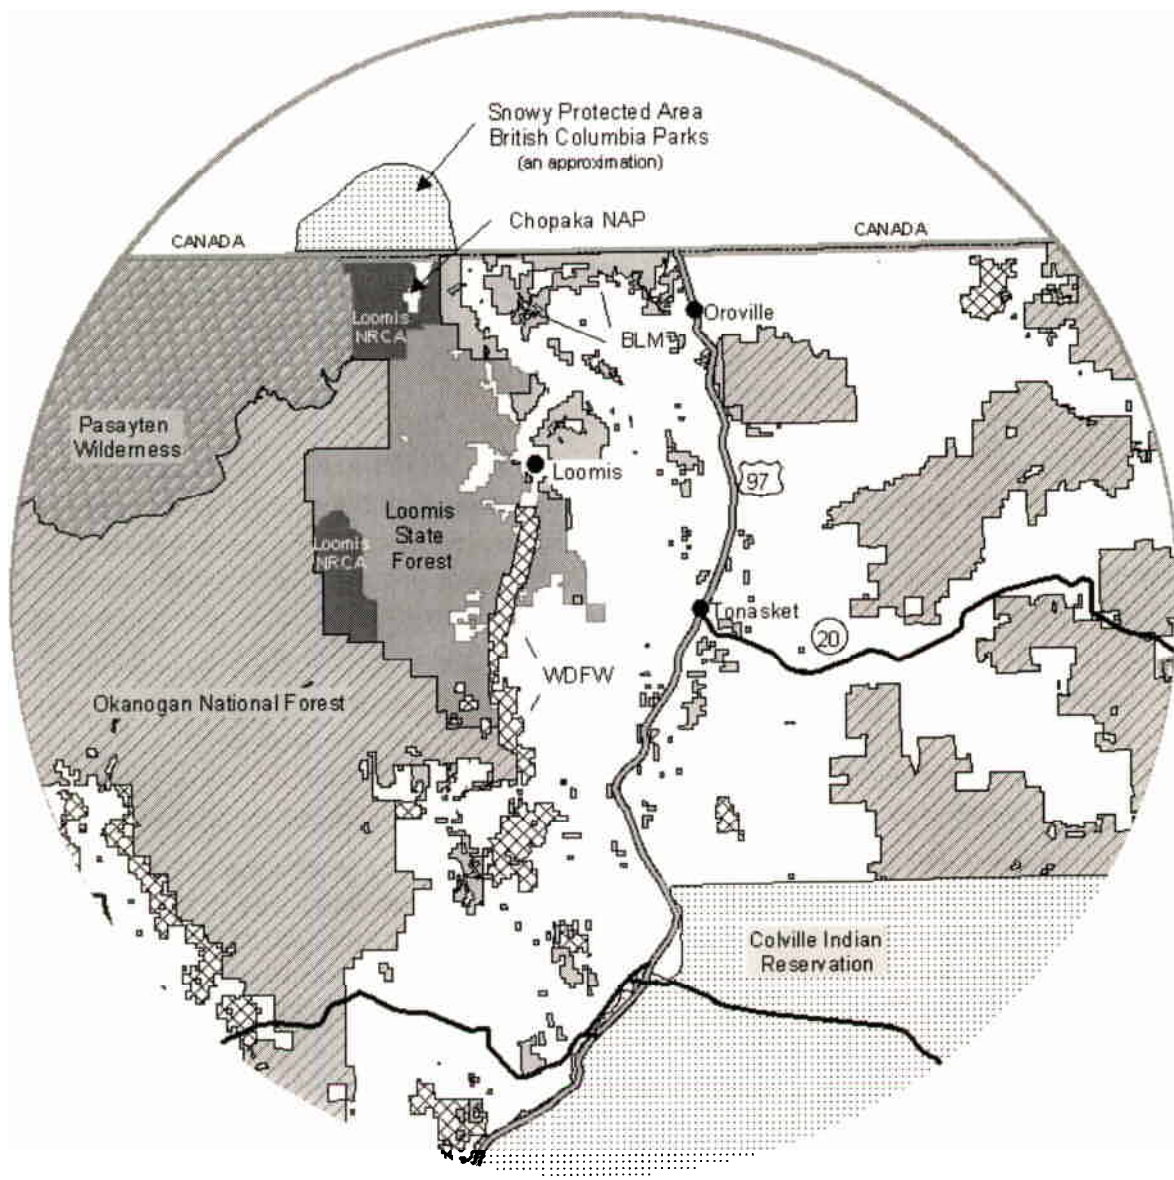 Snowy Protected Area
British Columbia Parks
(an approximation)
Chopaka NAP
CANADA
CANADA
Loomis
NRCA
Oroville
BLM
Pasayten
Wilderness
Loomis
97
Loomis
State
Forest
Loomis
NRCA
Tonasket
20
WDFW
Okanogan National Forest
Colville Indian
Reservation